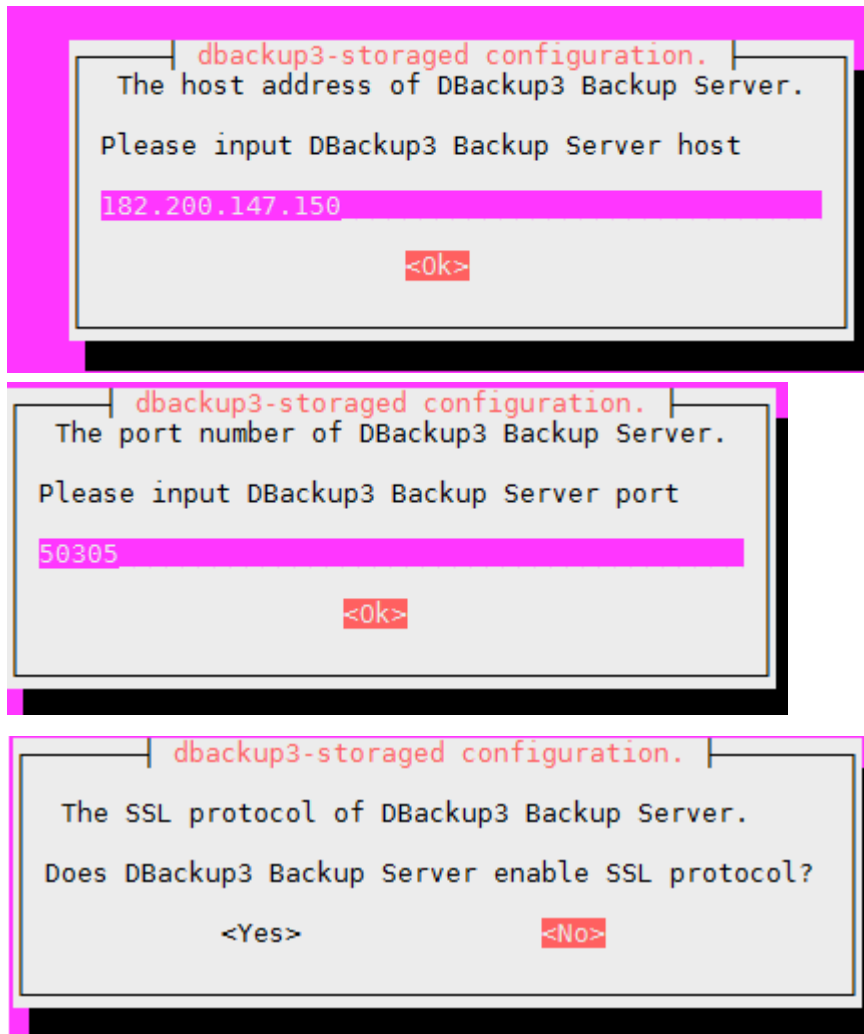 dbackup3-storaged configuration.
The host address of DBackup3 Backup Server.
Please input DBackup3 Backup Server host
182.200.147.150
<Ok>
dbackup3-storaged configuration.
The port number of DBackup3 Backup Server.
Please input DBackup3 Backup Server port
50305
<Ok>
dbackup3-storaged configuration.
The SSL protocol of DBackup3 Backup Server.
Does DBackup3 Backup Server enable SSL protocol?
<Yes> <No>